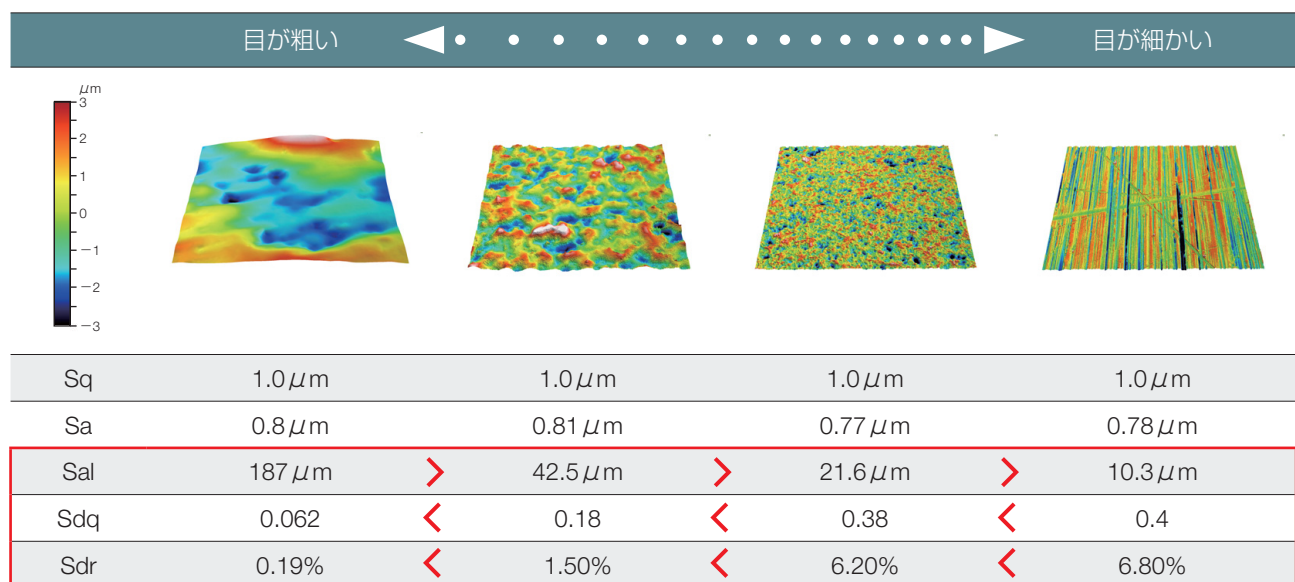 目が粗い 目が細かい
μm
3
2
1
0
−1
−2
−3
Sq 1.0μm 1.0μm 1.0μm 1.0μm
Sa 0.8μm 0.81μm 0.77μm 0.78μm
Sal 187μm > 42.5μm > 21.6μm > 10.3μm
Sdq 0.062 < 0.18 < 0.38 < 0.4
Sdr 0.19% < 1.50% < 6.20% < 6.80%